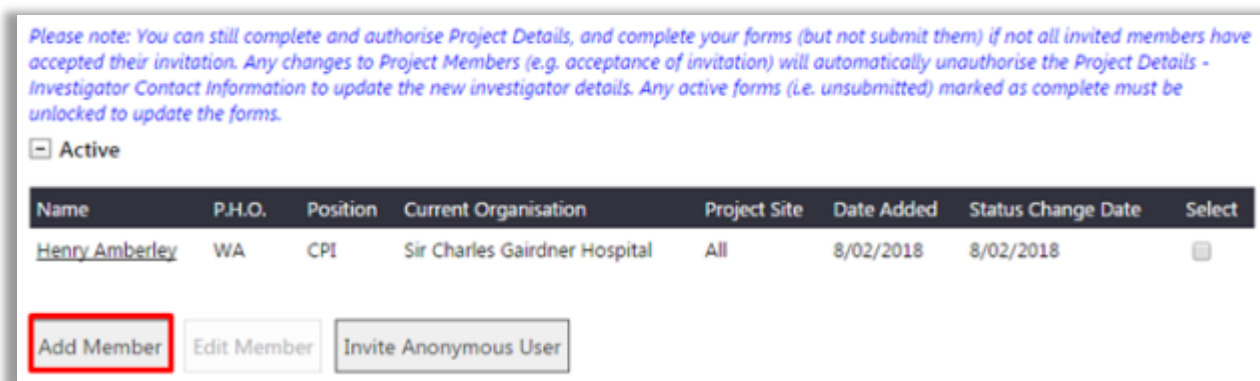 Please note: You can still complete and authorise Project Details, and complete your forms (but not submit them) if not all invited members have
accepted their invitation. Any changes to Project Members (e.g. acceptance of invitation) will automatically unauthorise the Project Details -
Investigator Contact Information to update the new investigator details. Any active forms (i.e. unsubmitted) marked as complete must be
unlocked to update the forms.
Active
Name P.H.O. Position Current Organisation Project Site Date Added Status Change Date Select
Henry Amberley WA CPI Sir Charles Gairdner Hospital All 8/02/2018 8/02/2018
Add Member Edit Member Invite Anonymous User